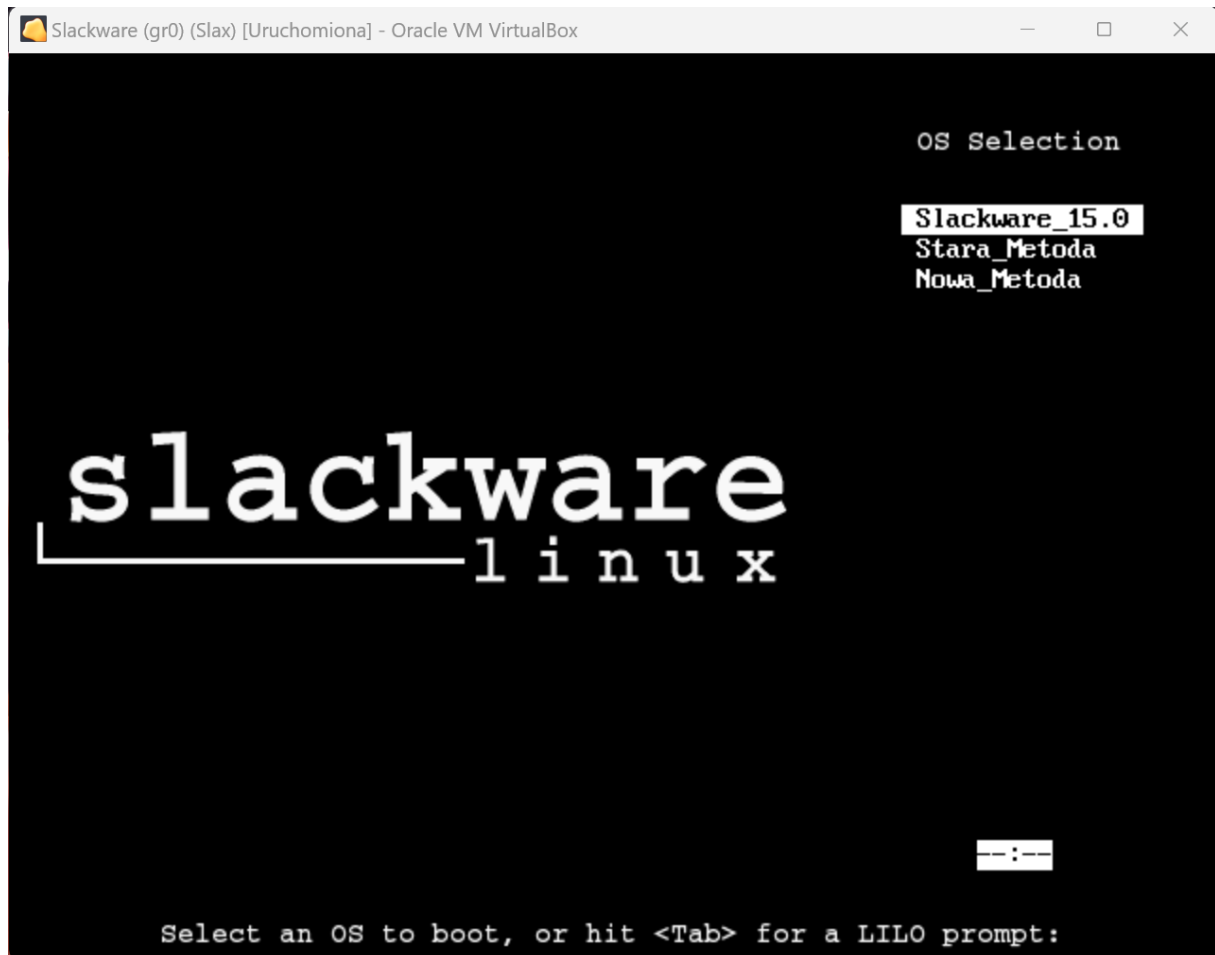 Slackware (gr0) (Slax) [Uruchomiona] - Oracle VM VirtualBox
OS Selection
Slackware_15.0
Stara_Metoda
Nowa_Metoda
slackware
linux
--:--
Select an OS to boot, or hit <Tab> for a LILO prompt: